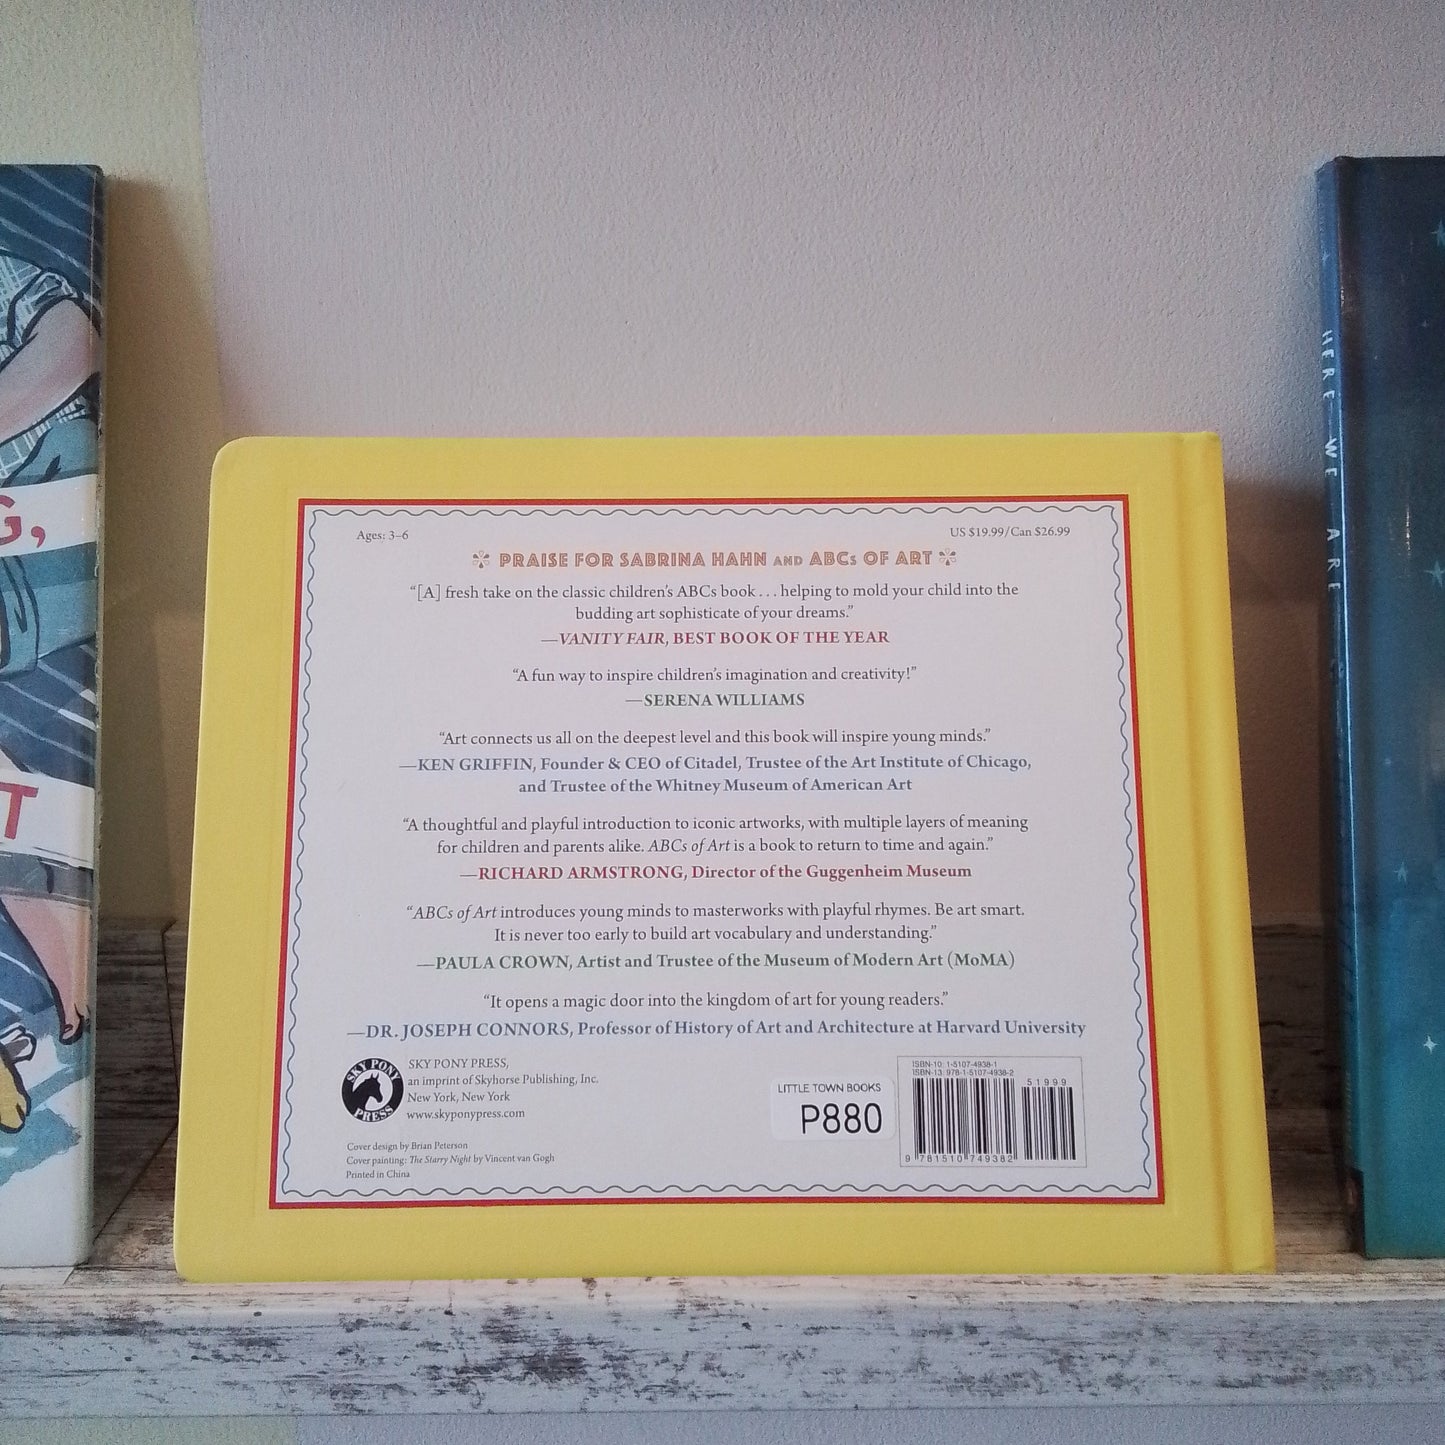 G,
T
HERE WE ARE
Ages: 3–6
US $19.99/Can $26.99
PRAISE FOR SABRINA HAHN AND ABCs OF ART
“[A] fresh take on the classic children’s ABCs book . . . helping to mold your child into the
budding art sophisticate of your dreams.”
—VANITY FAIR, BEST BOOK OF THE YEAR
“A fun way to inspire children’s imagination and creativity!”
—SERENA WILLIAMS
“Art connects us all on the deepest level and this book will inspire young minds.”
—KEN GRIFFIN, Founder & CEO of Citadel, Trustee of the Art Institute of Chicago,
and Trustee of the Whitney Museum of American Art
“A thoughtful and playful introduction to iconic artworks, with multiple layers of meaning
for children and parents alike. ABCs of Art is a book to return to time and again.”
—RICHARD ARMSTRONG, Director of the Guggenheim Museum
“ABCs of Art introduces young minds to masterworks with playful rhymes. Be art smart.
It is never too early to build art vocabulary and understanding.”
—PAULA CROWN, Artist and Trustee of the Museum of Modern Art (MoMA)
“It opens a magic door into the kingdom of art for young readers.”
—DR. JOSEPH CONNORS, Professor of History of Art and Architecture at Harvard University
SKY PONY PRESS
SKY PONY PRESS,
an imprint of Skyhorse Publishing, Inc.
New York, New York
www.skyponypress.com
Cover design by Brian Peterson
Cover painting: The Starry Night by Vincent van Gogh
Printed in China
LITTLE TOWN BOOKS
P880
ISBN-10: 1-5107-4938-1
ISBN-13: 978-1-5107-4938-2
51999
9 781510 749382